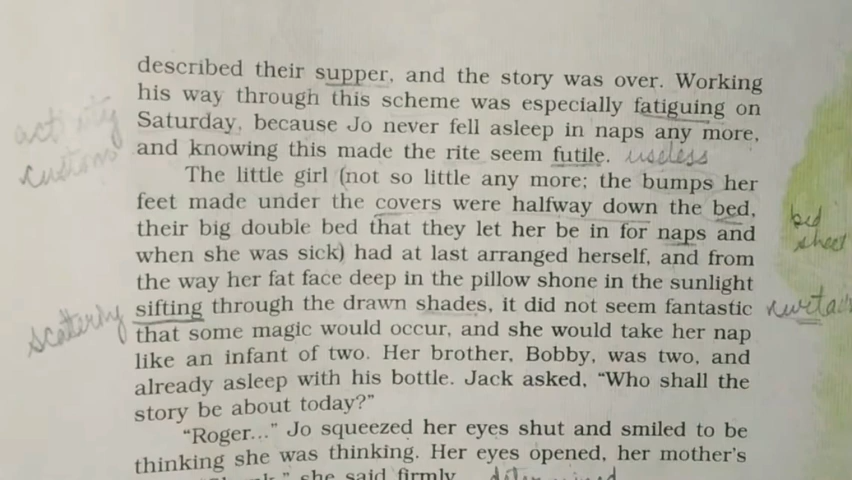 described their supper, and the story was over. Working
his way through this scheme was especially fatiguing on
Saturday, because Jo never fell asleep in naps any more,
and knowing this made the rite seem futile. useless
activity
custom
The little girl (not so little any more; the bumps her
feet made under the covers were halfway down the bed,
their big double bed that they let her be in for naps and
bed
sheet
when she was sick) had at last arranged herself, and from
the way her fat face deep in the pillow shone in the sunlight
sifting through the drawn shades, it did not seem fantastic
that some magic would occur, and she would take her nap
like an infant of two. Her brother, Bobby, was two, and
already asleep with his bottle. Jack asked, “Who shall the
story be about today?”
“Roger...” Jo squeezed her eyes shut and smiled to be
thinking she was thinking. Her eyes opened, her mother’s
she said firmly. determined